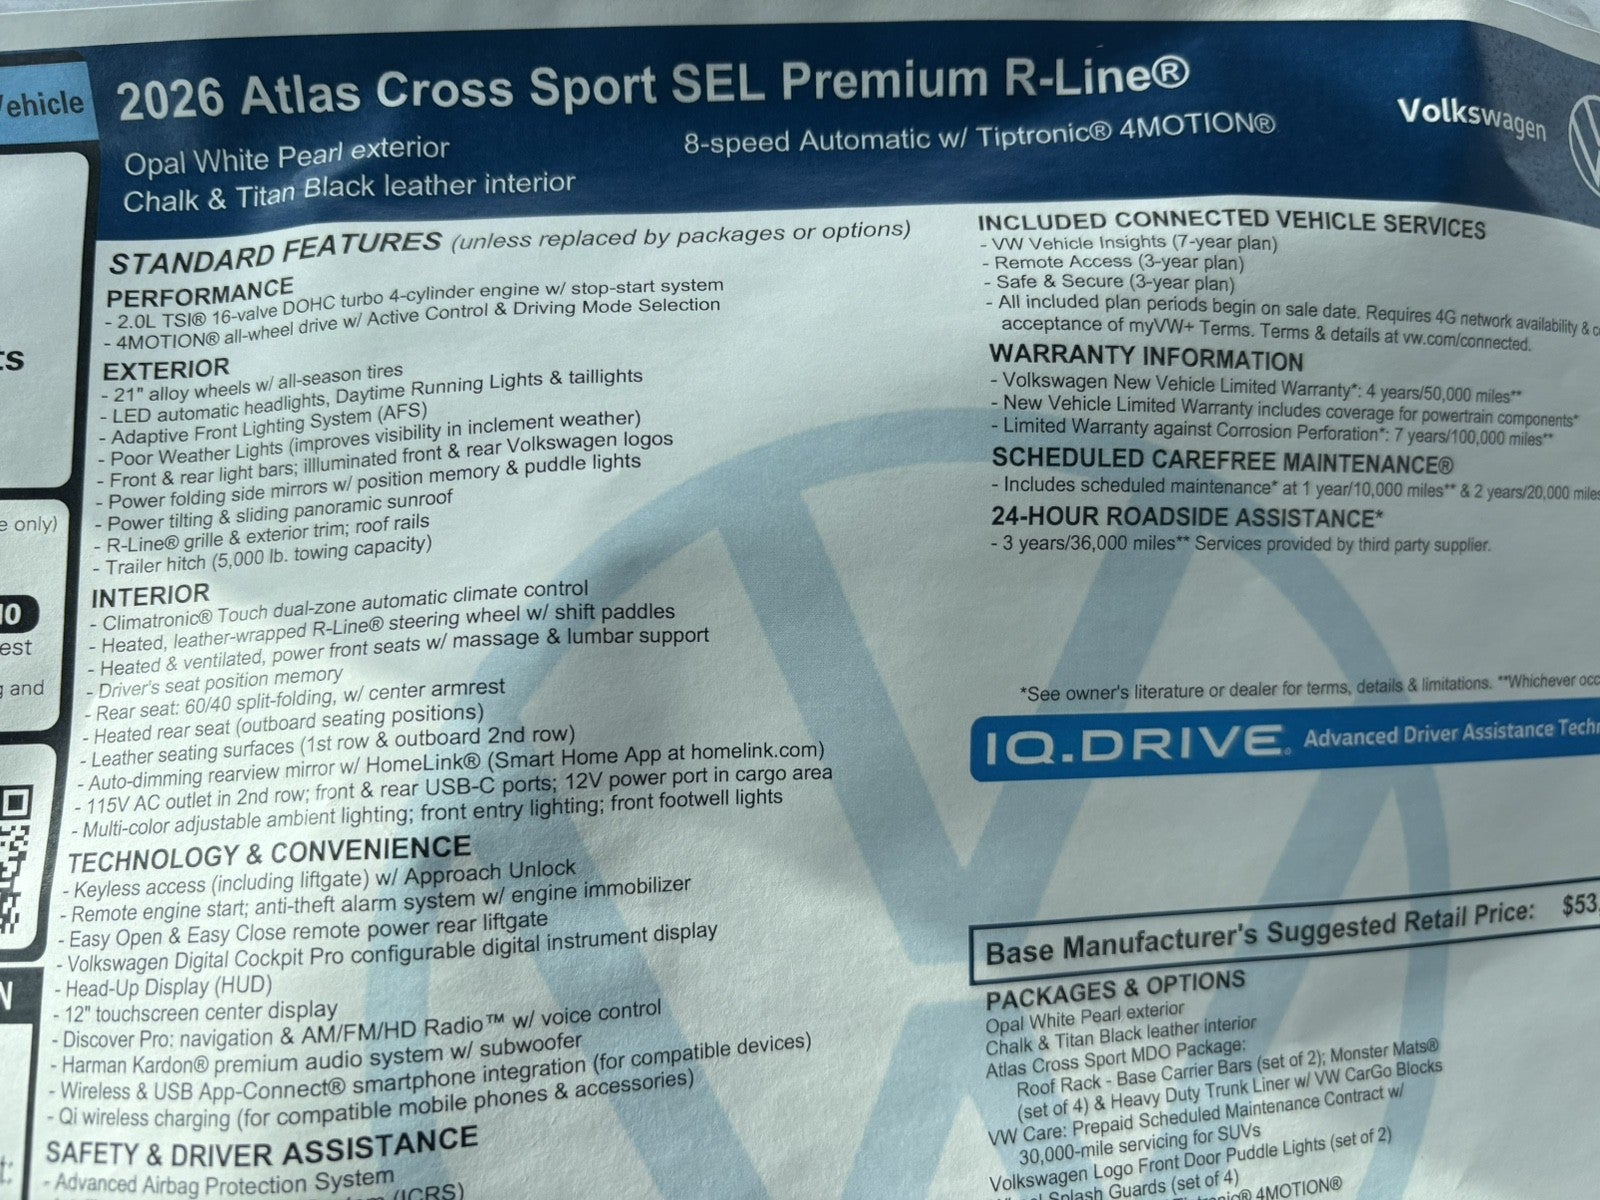 Vehicle
2026 Atlas Cross Sport SEL Premium R-Line®
Opal White Pearl exterior
Chalk & Titan Black leather interior
8-speed Automatic w/ Tiptronic® 4MOTION®
Volkswagen
STANDARD FEATURES (unless replaced by packages or options)
PERFORMANCE
- 2.0L TSI® 16-valve DOHC turbo 4-cylinder engine w/ stop-start system
- 4MOTION® all-wheel drive w/ Active Control & Driving Mode Selection
EXTERIOR
- 21" alloy wheels w/ all-season tires
- LED automatic headlights, Daytime Running Lights & taillights
- Adaptive Front Lighting System (AFS)
- Poor Weather Lights (improves visibility in inclement weather)
- Front & rear light bars; illluminated front & rear Volkswagen logos
- Power folding side mirrors w/ position memory & puddle lights
- Power tilting & sliding panoramic sunroof
- R-Line® grille & exterior trim; roof rails
- Trailer hitch (5,000 lb. towing capacity)
INTERIOR
- Climatronic® Touch dual-zone automatic climate control
- Heated, leather-wrapped R-Line® steering wheel w/ shift paddles
- Heated & ventilated, power front seats w/ massage & lumbar support
- Driver's seat position memory
- Rear seat: 60/40 split-folding, w/ center armrest
- Heated rear seat (outboard seating positions)
- Leather seating surfaces (1st row & outboard 2nd row)
- Auto-dimming rearview mirror w/ HomeLink® (Smart Home App at homelink.com)
- 115V AC outlet in 2nd row; front & rear USB-C ports; 12V power port in cargo area
- Multi-color adjustable ambient lighting; front entry lighting; front footwell lights
TECHNOLOGY & CONVENIENCE
- Keyless access (including liftgate) w/ Approach Unlock
- Remote engine start; anti-theft alarm system w/ engine immobilizer
- Easy Open & Easy Close remote power rear liftgate
- Volkswagen Digital Cockpit Pro configurable digital instrument display
- Head-Up Display (HUD)
- 12" touchscreen center display
- Discover Pro: navigation & AM/FM/HD Radio™ w/ voice control
- Harman Kardon® premium audio system w/ subwoofer
- Wireless & USB App-Connect® smartphone integration (for compatible devices)
- Qi wireless charging (for compatible mobile phones & accessories)
SAFETY & DRIVER ASSISTANCE
- Advanced Airbag Protection System
(ICRS)
INCLUDED CONNECTED VEHICLE SERVICES
- VW Vehicle Insights (7-year plan)
- Remote Access (3-year plan)
- Safe & Secure (3-year plan)
- All included plan periods begin on sale date. Requires 4G network availability &
acceptance of myVW+ Terms. Terms & details at vw.com/connected.
WARRANTY INFORMATION
- Volkswagen New Vehicle Limited Warranty*: 4 years/50,000 miles**
- New Vehicle Limited Warranty includes coverage for powertrain components*
- Limited Warranty against Corrosion Perforation*: 7 years/100,000 miles**
SCHEDULED CAREFREE MAINTENANCE®
- Includes scheduled maintenance* at 1 year/10,000 miles** & 2 years/20,000 miles
24-HOUR ROADSIDE ASSISTANCE*
- 3 years/36,000 miles** Services provided by third party supplier.
*See owner's literature or dealer for terms, details & limitations. **Whichever
IQ.DRIVE® Advanced Driver Assistance
Base Manufacturer's Suggested Retail Price: $53,
PACKAGES & OPTIONS
Opal White Pearl exterior
Chalk & Titan Black leather interior
Atlas Cross Sport MDO Package:
Roof Rack - Base Carrier Bars (set of 2); Monster Mats®
(set of 4) & Heavy Duty Trunk Liner w/ VW CarGo Blocks
VW Care: Prepaid Scheduled Maintenance Contract w/
30,000-mile servicing for SUVs
Volkswagen Logo Front Door Puddle Lights (set of 2)
Splash Guards (set of 4)
4MOTION®
only)
and